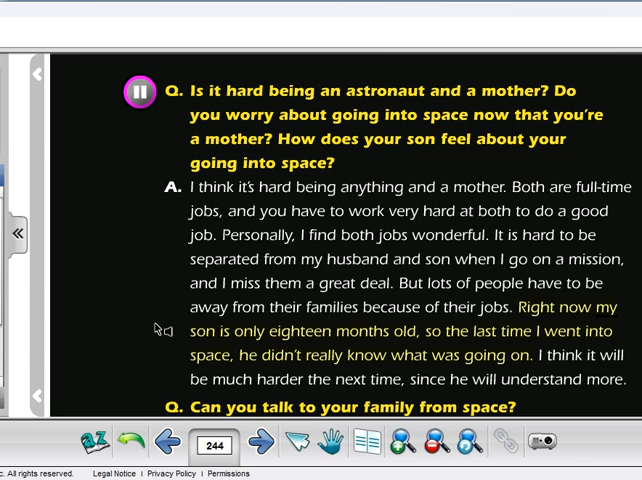 Q. Is it hard being an astronaut and a mother? Do
you worry about going into space now that you're
a mother? How does your son feel about your
going into space?
A. I think it's hard being anything and a mother. Both are full-time
jobs, and you have to work very hard at both to do a good
job. Personally, I find both jobs wonderful. It is hard to be
separated from my husband and son when I go on a mission,
and I miss them a great deal. But lots of people have to be
away from their families because of their jobs. Right now my
son is only eighteen months old, so the last time I went into
space, he didn't really know what was going on. I think it will
be much harder the next time, since he will understand more.
Q. Can you talk to your family from space?
az
244
c. All rights reserved. Legal Notice | Privacy Policy | Permissions